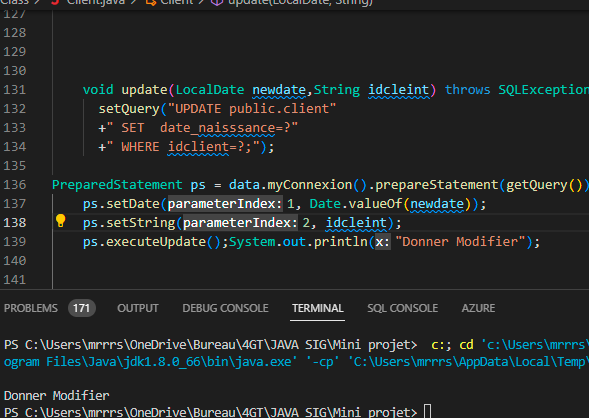 Class > Client.java > Client > update(LocalDate, String)
127
128
129
130
131 void update(LocalDate newdate,String idcleint) throws SQLException
132 setQuery("UPDATE public.client"
133 +" SET  date_naisssance=?"
134 +" WHERE idclient=?;");
135
136 PreparedStatement ps = data.myConnexion().prepareStatement(getQuery())
137 ps.setDate(parameterIndex: 1, Date.valueOf(newdate));
138 ps.setString(parameterIndex: 2, idcleint);
139 ps.executeUpdate();System.out.println(x: "Donner Modifier");
140
141
PROBLEMS 171 OUTPUT DEBUG CONSOLE TERMINAL SQL CONSOLE AZURE
PS C:\Users\mrrrs\OneDrive\Bureau\4GT\JAVA SIG\Mini projet>  c:; cd 'c:\Users\mrrrs
ogram Files\Java\jdk1.8.0_66\bin\java.exe' '-cp' 'C:\Users\mrrrs\AppData\Local\Temp
Donner Modifier
PS C:\Users\mrrrs\OneDrive\Bureau\4GT\JAVA SIG\Mini projet>